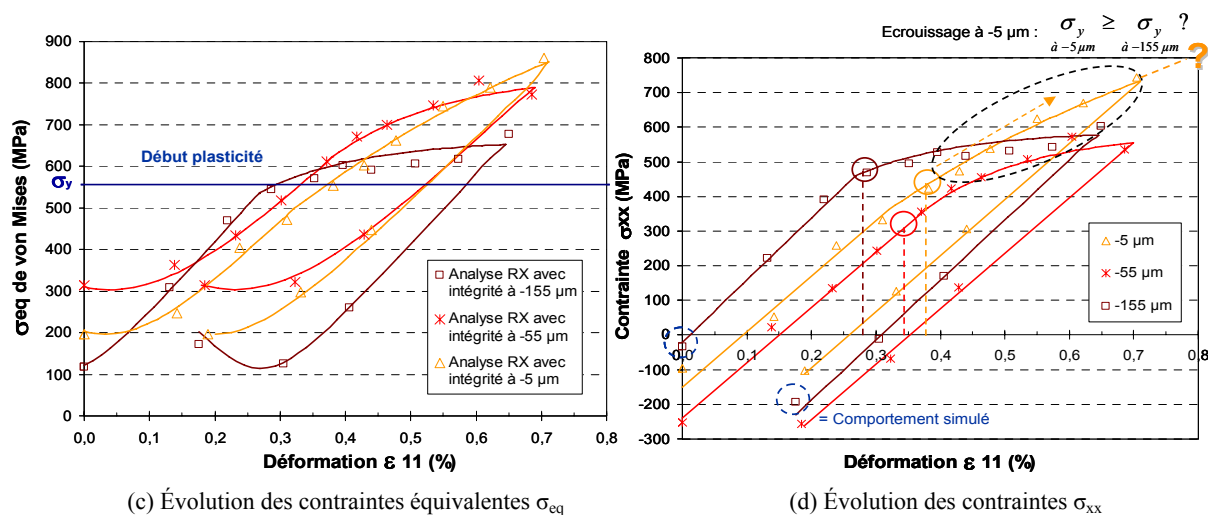 Ecrouissage à -5 µm : σy à -5 µm ≥ σy à -155 µm ?
?
900
800
700
600
500
400
300
200
100
0
σeq de von Mises (MPa)
Début plasticité
σy
Analyse RX avec intégrité à -155 µm
Analyse RX avec intégrité à -55 µm
Analyse RX avec intégrité à -5 µm
0,0 0,1 0,2 0,3 0,4 0,5 0,6 0,7 0,8
Déformation ε 11 (%)
(c) Évolution des contraintes équivalentes σeq
800
700
600
500
400
300
200
100
0
-100
-200
-300
Contrainte σxx (MPa)
-5 µm
-55 µm
-155 µm
0,0 0,1 0,2 0,3 0,4 0,5 0,6 0,7 0,8
= Comportement simulé
Déformation ε 11 (%)
(d) Évolution des contraintes σxx